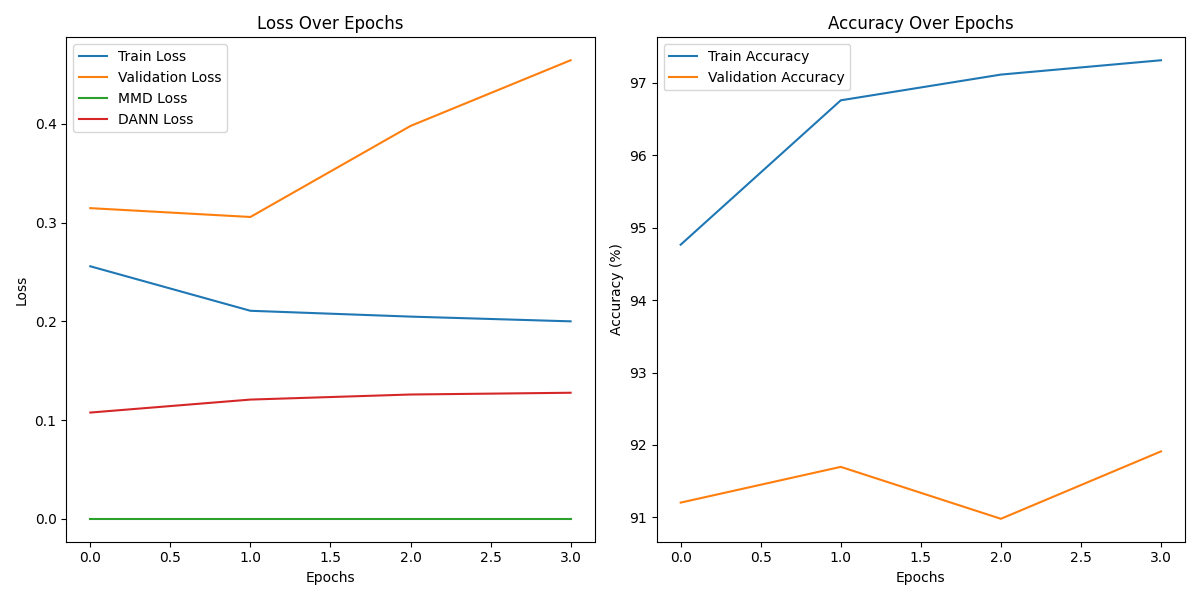 Loss Over Epochs
Train Loss
Validation Loss
MMD Loss
DANN Loss
0.4
0.3
0.2
0.1
0.0
Loss
0.0 0.5 1.0 1.5 2.0 2.5 3.0
Epochs
Accuracy Over Epochs
Train Accuracy
Validation Accuracy
97
96
95
94
93
92
91
Accuracy (%)
0.0 0.5 1.0 1.5 2.0 2.5 3.0
Epochs